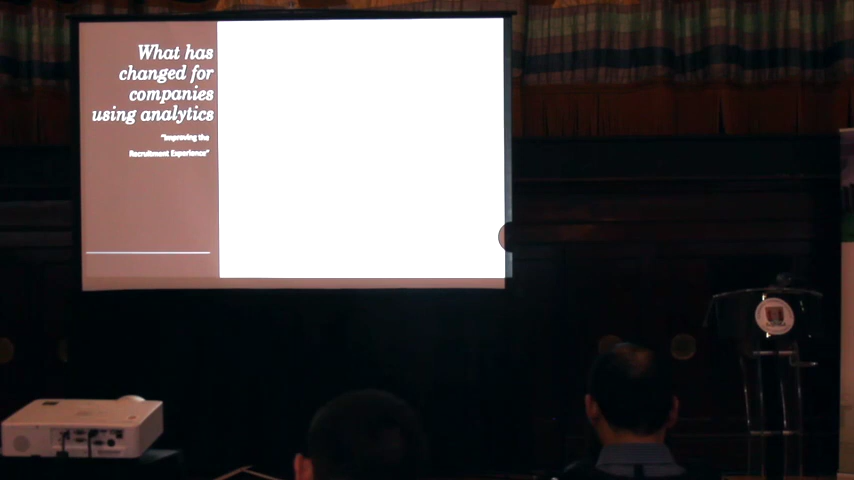 What has
changed for
companies
using analytics
"Improving the
Recruitment Experience"